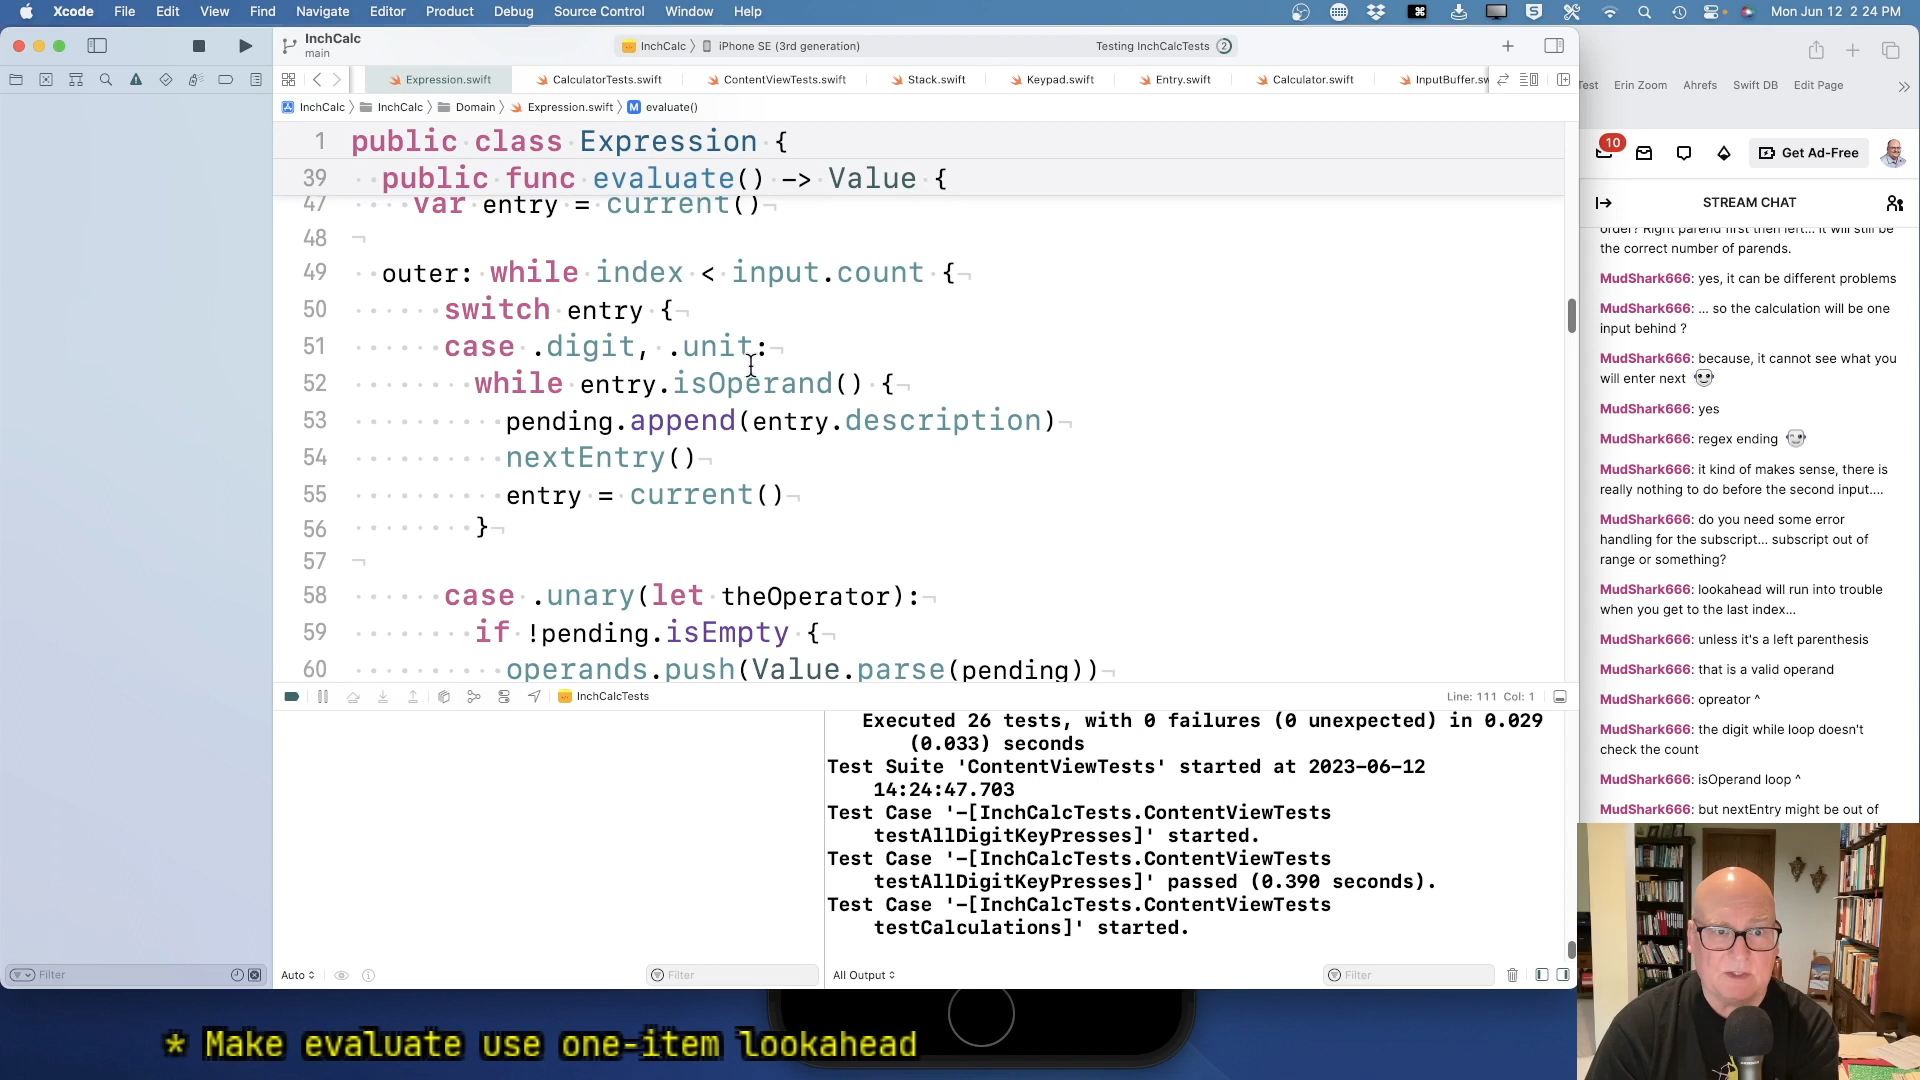 Xcode File Edit View Find Navigate Editor Product Debug Source Control Window Help Mon Jun 12 2:24 PM
InchCalc
main
InchCalc 〉 iPhone SE (3rd generation) Testing InchCalcTests 2
Expression.swift CalculatorTests.swift ContentViewTests.swift Stack.swift Keypad.swift Entry.swift Calculator.swift InputBuffer.sw
InchCalc 〉 InchCalc 〉 Domain 〉 Expression.swift 〉 M evaluate()
1 public class Expression {
39 public func evaluate() -> Value {
47 var entry = current()
48
49 outer: while index < input.count {
50 switch entry {
51 case .digit, .unit:
52 while entry.isOperand() {
53 pending.append(entry.description)
54 nextEntry()
55 entry = current()
56 }
57
58 case .unary(let theOperator):
59 if !pending.isEmpty {
60 operands.push(Value.parse(pending))
InchCalcTests Line: 111 Col: 1
Executed 26 tests, with 0 failures (0 unexpected) in 0.029
(0.033) seconds
Test Suite 'ContentViewTests' started at 2023-06-12
14:24:47.703
Test Case '-[InchCalcTests.ContentViewTests
testAllDigitKeyPresses]' started.
Test Case '-[InchCalcTests.ContentViewTests
testAllDigitKeyPresses]' passed (0.390 seconds).
Test Case '-[InchCalcTests.ContentViewTests
testCalculations]' started.
Filter Auto Filter All Output Filter
* Make evaluate use one-item lookahead
Test Erin Zoom Ahrefs Swift DB Edit Page
10 Get Ad-Free
STREAM CHAT
order? Right parend first then left... it will still be
the correct number of parends.
MudShark666: yes, it can be different problems
MudShark666: ... so the calculation will be one
input behind ?
MudShark666: because, it cannot see what you
will enter next
MudShark666: yes
MudShark666: regex ending
MudShark666: it kind of makes sense, there is
really nothing to do before the second input....
MudShark666: do you need some error
handling for the subscript... subscript out of
range or something?
MudShark666: lookahead will run into trouble
when you get to the last index...
MudShark666: unless it's a left parenthesis
MudShark666: that is a valid operand
MudShark666: opreator ^
MudShark666: the digit while loop doesn't
check the count
MudShark666: isOperand loop ^
MudShark666: but nextEntry might be out of